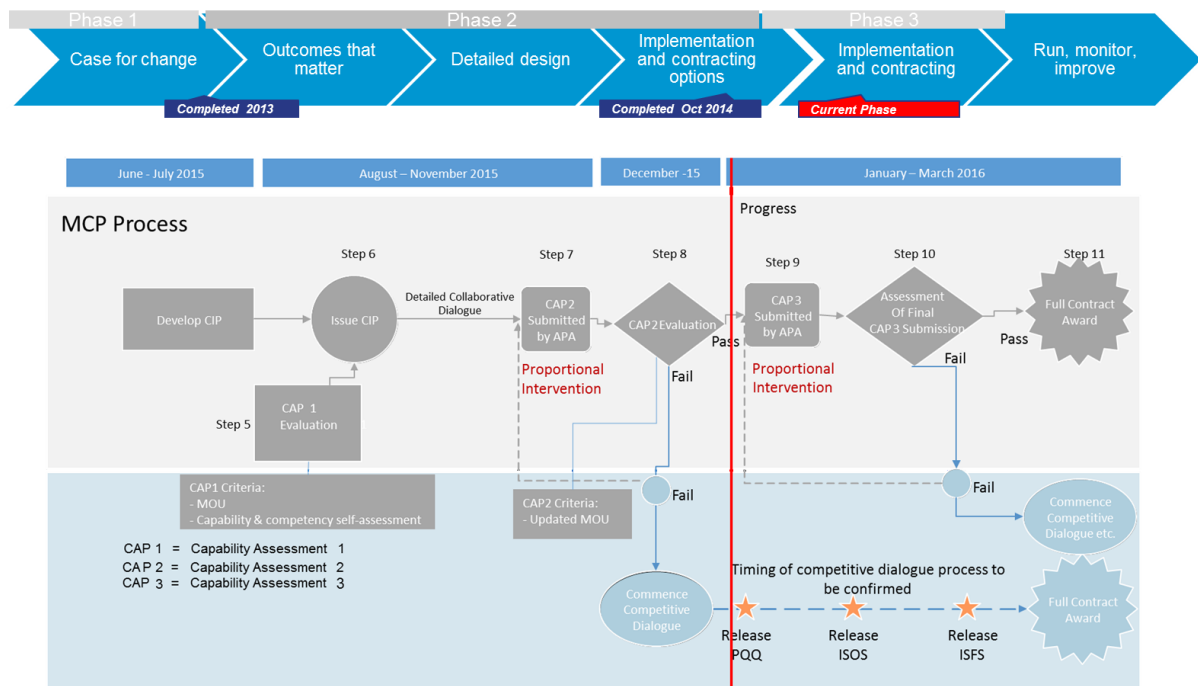 Phase 1
Phase 2
Phase 3
Case for change
Outcomes that
matter
Detailed design
Implementation
and contracting
options
Implementation
and contracting
Run, monitor,
improve
Completed 2013
Completed Oct 2014
Current Phase
June - July 2015
August – November 2015
December -15
January – March 2016
Progress
MCP Process
Step 6
Step 7
Step 8
Step 9
Step 10
Step 11
Develop CIP
Issue CIP
Detailed Collaborative
Dialogue
CAP2
Submitted
by APA
CAP2Evaluation
Pass
CAP3
Submitted
by APA
Assessment
Of Final
CAP3 Submission
Pass
Full Contract
Award
Fail
Fail
Proportional
Intervention
Proportional
Intervention
Step 5
CAP 1
Evaluation
CAP1 Criteria:
- MOU
- Capability & competency self-assessment
CAP2 Criteria:
- Updated MOU
Fail
Fail
Commence
Competitive
Dialogue etc.
CAP 1 = Capability Assessment 1
CAP 2 = Capability Assessment 2
CAP 3 = Capability Assessment 3
Timing of competitive dialogue process to
be confirmed
Commence
Competitive
Dialogue
Full Contract
Award
Release
PQQ
Release
ISOS
Release
ISFS